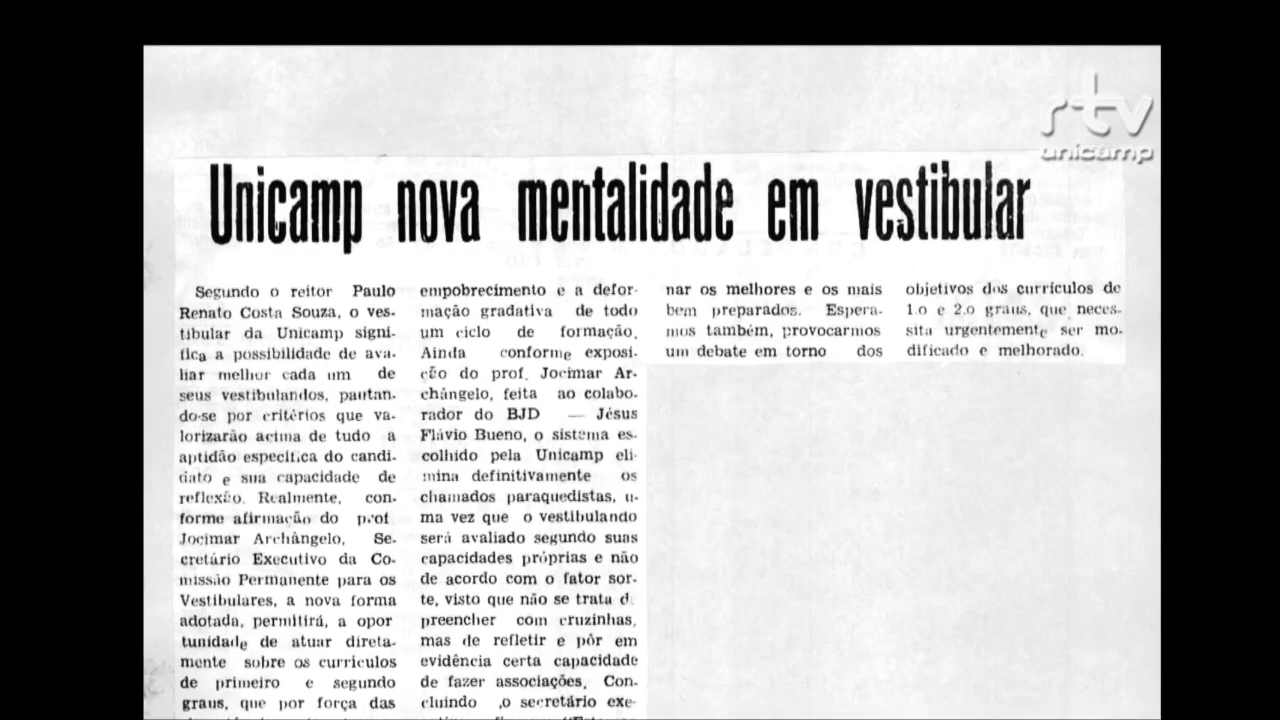 rtv
unicamp
Unicamp nova mentalidade em vestibular
Segundo o reitor Paulo
Renato Costa Souza, o ves-
tibular da Unicamp signi-
fica a possibilidade de ava-
liar melhor cada um de
seus vestibulandos, pautan-
do-se por critérios que va-
lorizarão acima de tudo a
aptidão especifica do candi-
dato e sua capacidade de
reflexão. Realmente, con-
forme afirmação do prof
Jocimar Archângelo, Se-
cretário Executivo da Co-
missão Permanente para os
Vestibulares, a nova forma
adotada, permitirá, a opor
tunidade de atuar direta-
mente sobre os currículos
de primeiro e segundo
graus, que por força das
empobrecimento e a defor-
mação gradativa de todo
um ciclo de formação,
Ainda conforme exposi-
ção do prof. Jocimar Ar-
chângelo, feita ao colabo-
rador do BJD — Jésus
Flávio Bueno, o sistema es-
colhido pela Unicamp eli-
mina definitivamente os
chamados paraquedistas, u-
ma vez que o vestibulando
será avaliado segundo suas
capacidades próprias e não
de acordo com o fator sor-
te, visto que não se trata d
preencher com cruzinhas,
mas de refletir e pôr em
evidência certa capacidade
de fazer associações, Con-
cluindo ,o secretário exe-
nar os melhores e os mais
bem preparados. Espera-
mos também, provocarmos
um debate em torno dos
objetivos dos currículos de
1.o e 2.o graus, que neces-
sita urgentemente ser mo-
dificado e melhorado.